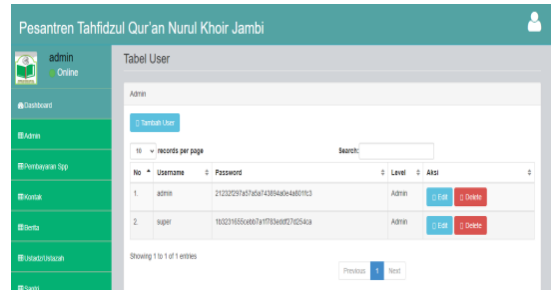 Pesantren Tahfidzul Qur'an Nurul Khoir Jambi
admin
Online
Dashboard
Admin
Pembayaran Spp
Kontak
Berita
Ustadz/Ustazah
Santri
Tabel User
Admin
Tambah User
10 records per page
Search:
No Username Password Level Aksi
1. admin 21232f297a57a5a743894a0e4a801fc3 Admin Edit Delete
2. super Admin Edit Delete
Showing 1 to 1 of 1 entries
Previous 1 Next